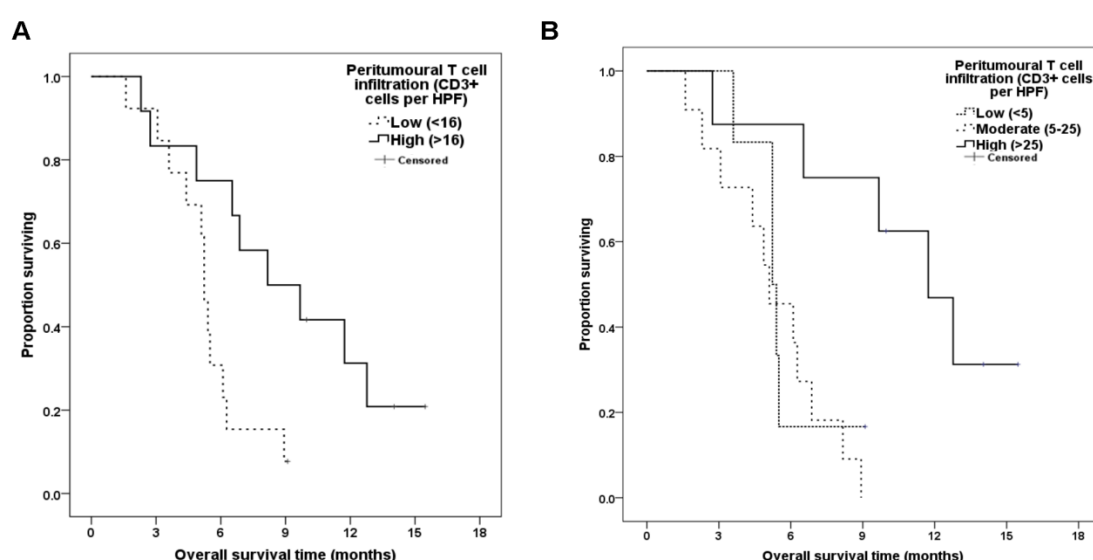 A
Peritumoural T cell
infiltration (CD3+
cells per HPF)
Low (<16)
High (>16)
Censored
Proportion surviving
1.0
0.8
0.6
0.4
0.2
0.0
0 3 6 9 12 15 18
Overall survival time (months)
B
Peritumoural T cell
infiltration (CD3+ cells
per HPF)
Low (<5)
Moderate (5-25)
High (>25)
Censored
Proportion surviving
1.0
0.8
0.6
0.4
0.2
0.0
0 3 6 9 12 15 18
Overall survival time (months)